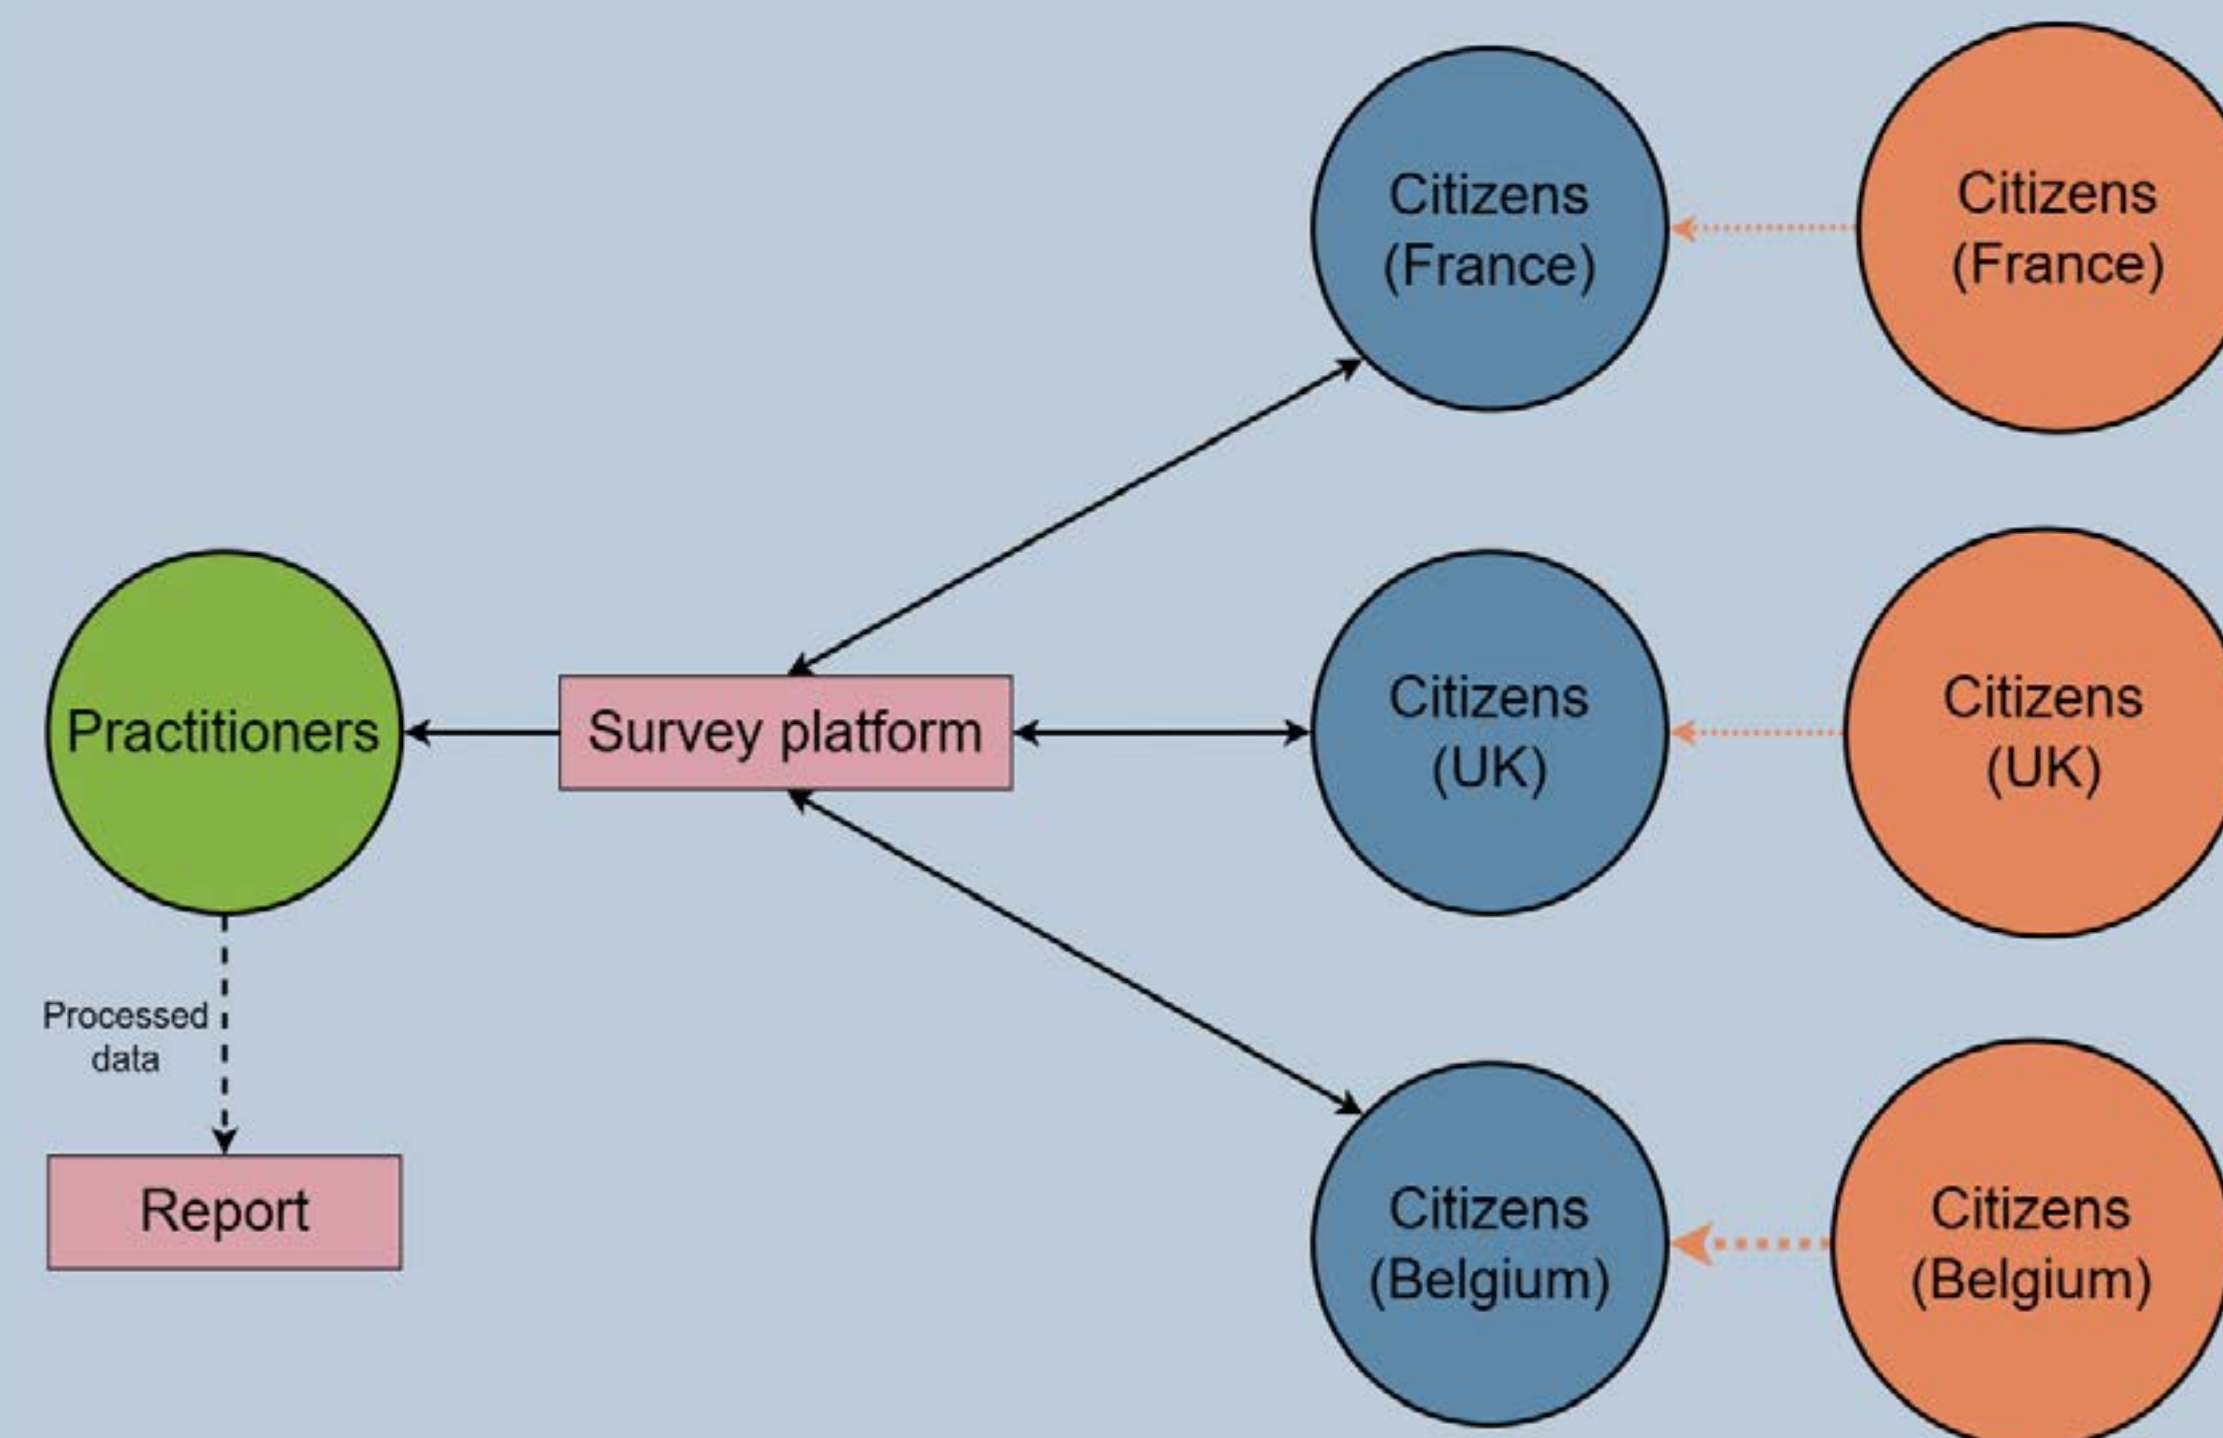 Citizens
(France)
Citizens
(France)
Practitioners
Survey platform
Citizens
(UK)
Citizens
(UK)
Processed
data
Report
Citizens
(Belgium)
Citizens
(Belgium)